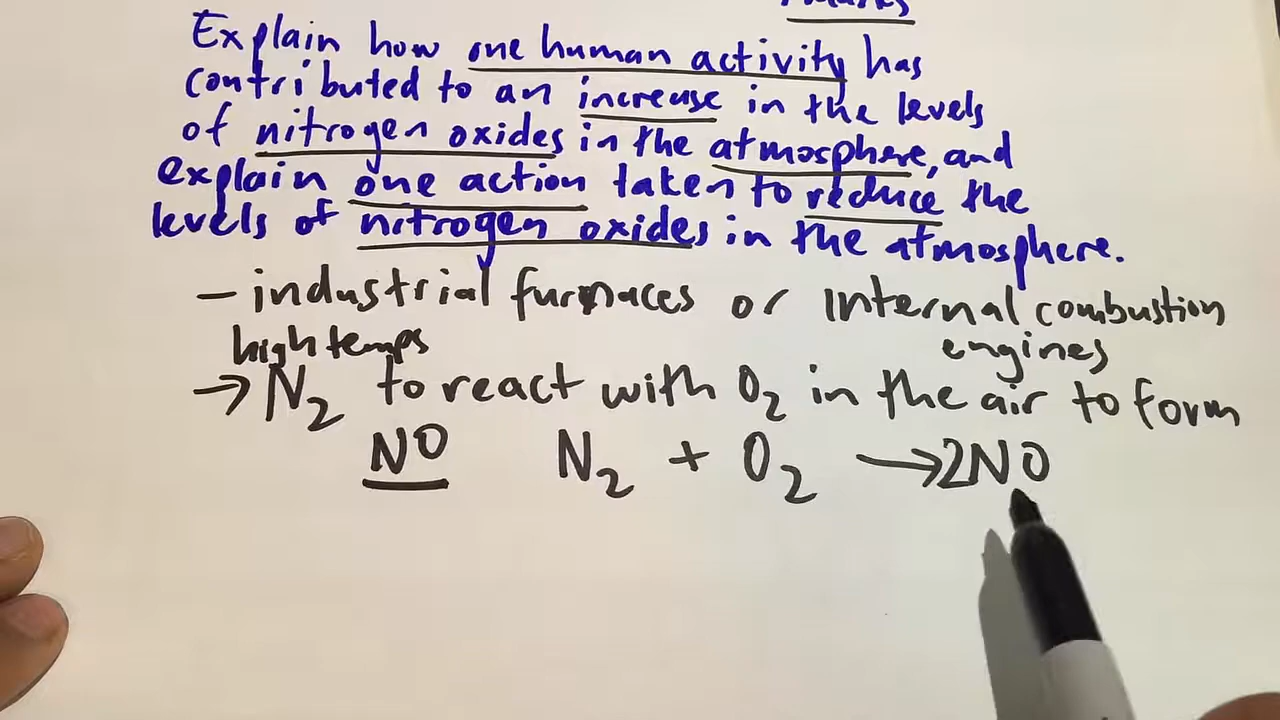 Explain how one human activity has
contributed to an increase in the levels
of nitrogen oxides in the atmosphere, and
explain one action taken to reduce the
levels of nitrogen oxides in the atmosphere.
– industrial furnaces or internal combustion
high temps engines
→ N2 to react with O2 in the air to form
NO N2 + O2 → 2NO